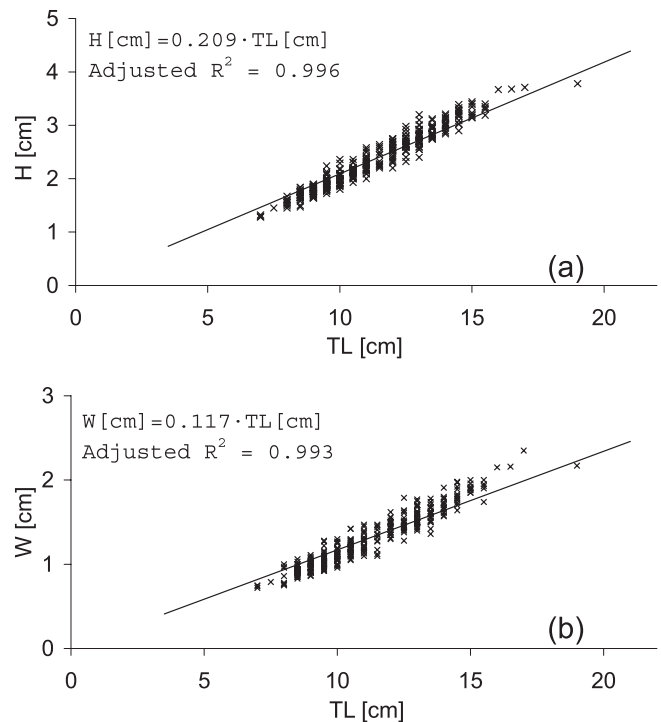 5
4
3
2
1
0
H [cm]
H[cm]=0.209·TL[cm]
Adjusted R² = 0.996
(a)
0 5 10 15 20
TL [cm]
3
2
1
0
W [cm]
W[cm]=0.117·TL[cm]
Adjusted R² = 0.993
(b)
0 5 10 15 20
TL [cm]